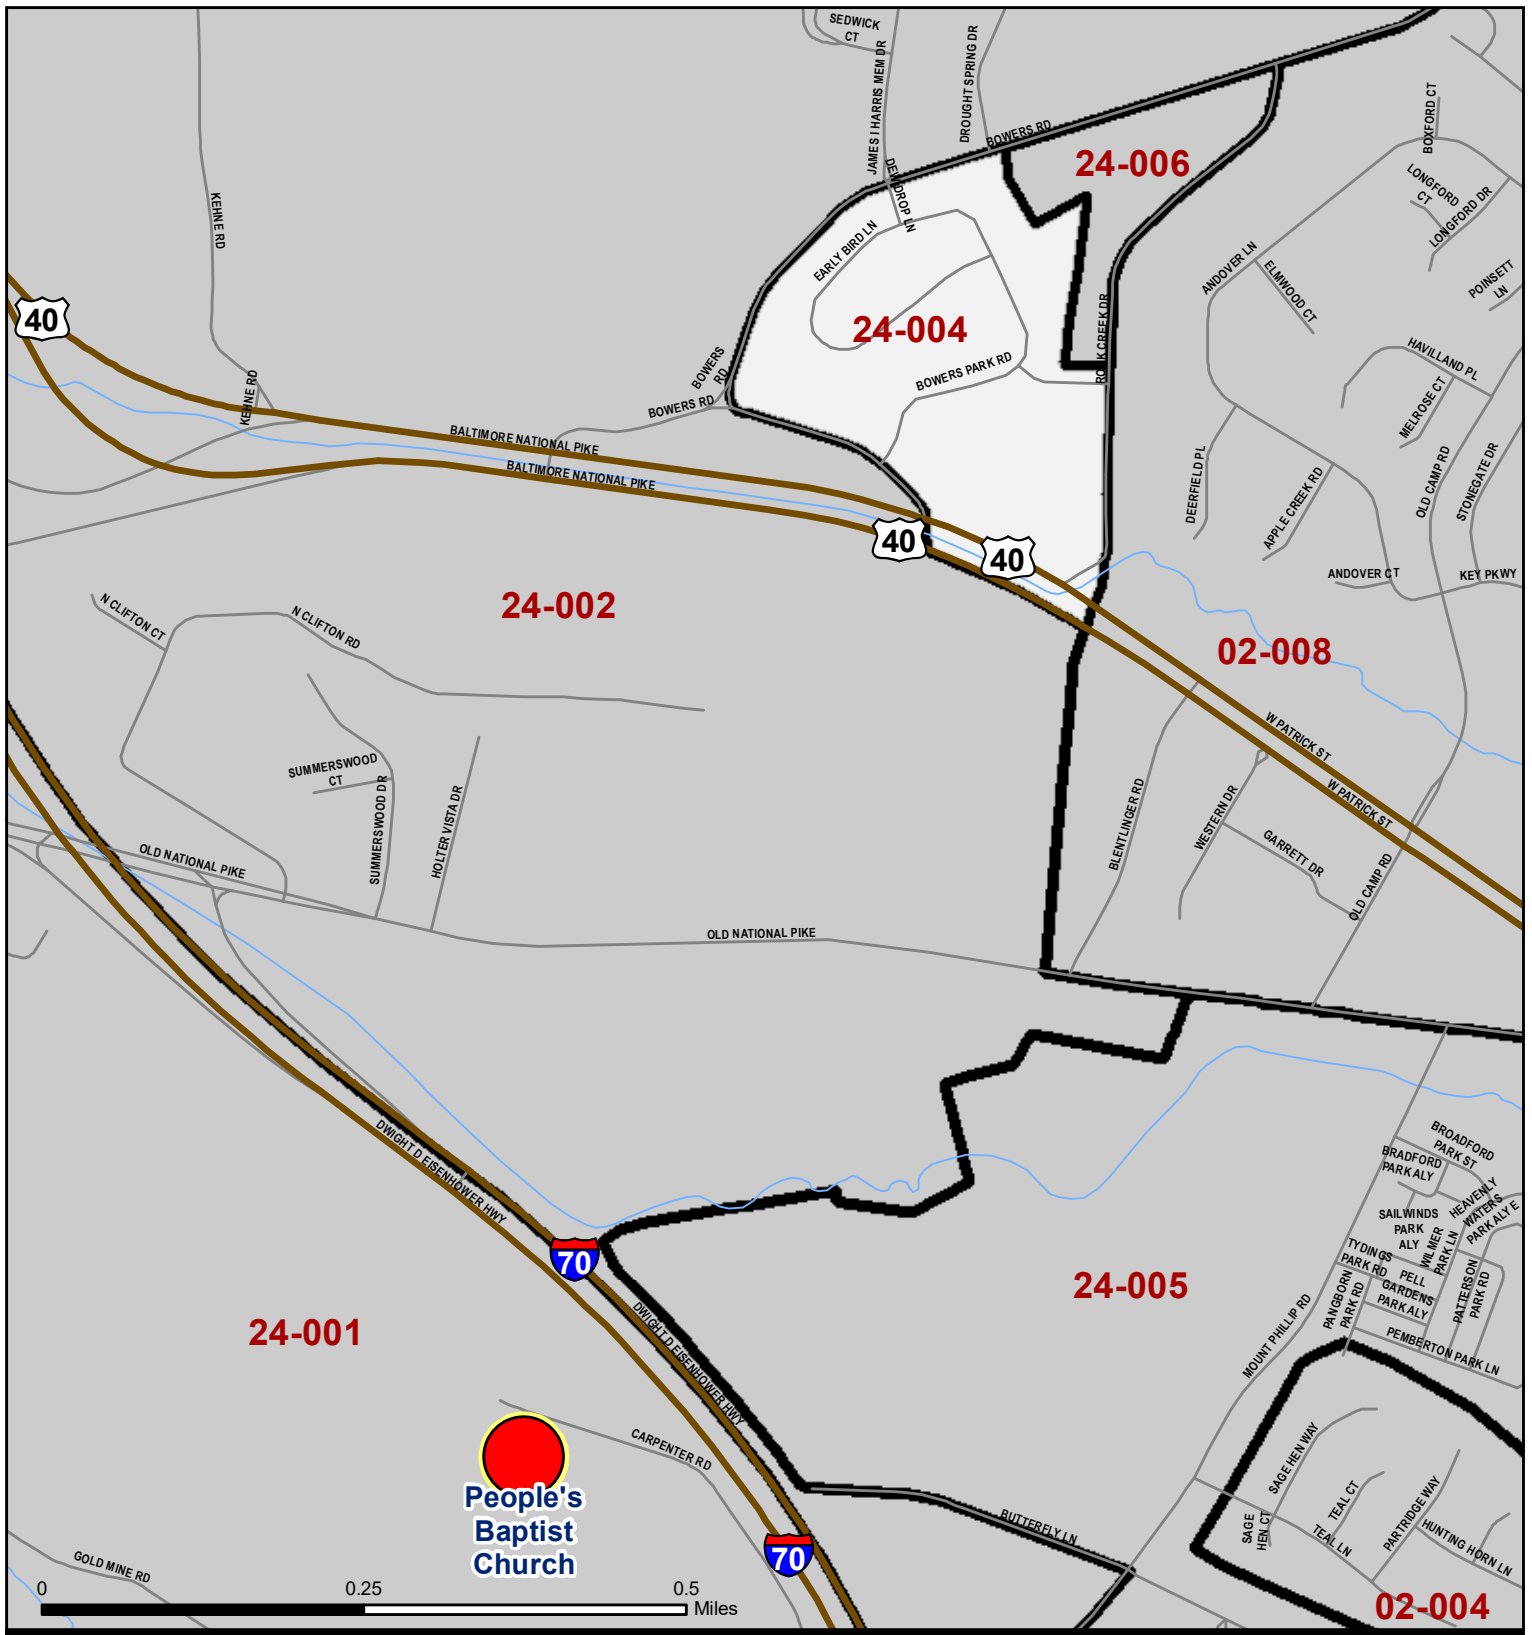 SEDWICK
CT
JAMES I HARRIS MEM DR
DROUGHT SPRING DR
BOWERS RD
24-006
BOXFORD CT
LONGFORD
CT
LONGFORD DR
KEHNE RD
DEWDROP LN
EARLY BIRD LN
ANDOVER LN
ELMWOOD CT
POINSETT
LN
40
24-004
ROCK CREEK DR
HAVILLAND PL
BOWERS
RD
BOWERS PARK RD
KEHNE RD
BOWERS RD
MELROSE CT
BALTIMORE NATIONAL PIKE
BALTIMORE NATIONAL PIKE
DEERFIELD PL
APPLE CREEK RD
OLD CAMP RD
STONEGATE DR
40
40
ANDOVER CT
KEY PKWY
24-002
N CLIFTON CT
N CLIFTON RD
02-008
W PATRICK ST
W PATRICK ST
SUMMERSWOOD
CT
SUMMERSWOOD DR
HOLTER VISTA DR
BLENTLINGER RD
WESTERN DR
GARRETT DR
OLD CAMP RD
OLD NATIONAL PIKE
OLD NATIONAL PIKE
DWIGHT D EISENHOWER HWY
BROADFORD
PARK ST
BRADFORD
PARK ALY
HEAVENLY
WATERS
PARK ALY E
SAILWINDS
PARK
ALY
WILMER
PARK LN
TYDINGS
PARK RD
PELL
GARDENS
PARK ALY
PATTERSON
PARK RD
PANGBORN
PARK RD
PEMBERTON PARK LN
70
24-005
24-001
DWIGHT D EISENHOWER HWY
MOUNT PHILLIP RD
CARPENTER RD
People's
Baptist
Church
SAGE HEN WAY
TEAL CT
PARTRIDGE WAY
SAGE
HEN CT
TEAL LN
HUNTING HORN LN
BUTTERFLY LN
70
GOLD MINE RD
02-004
0 0.25 0.5
Miles